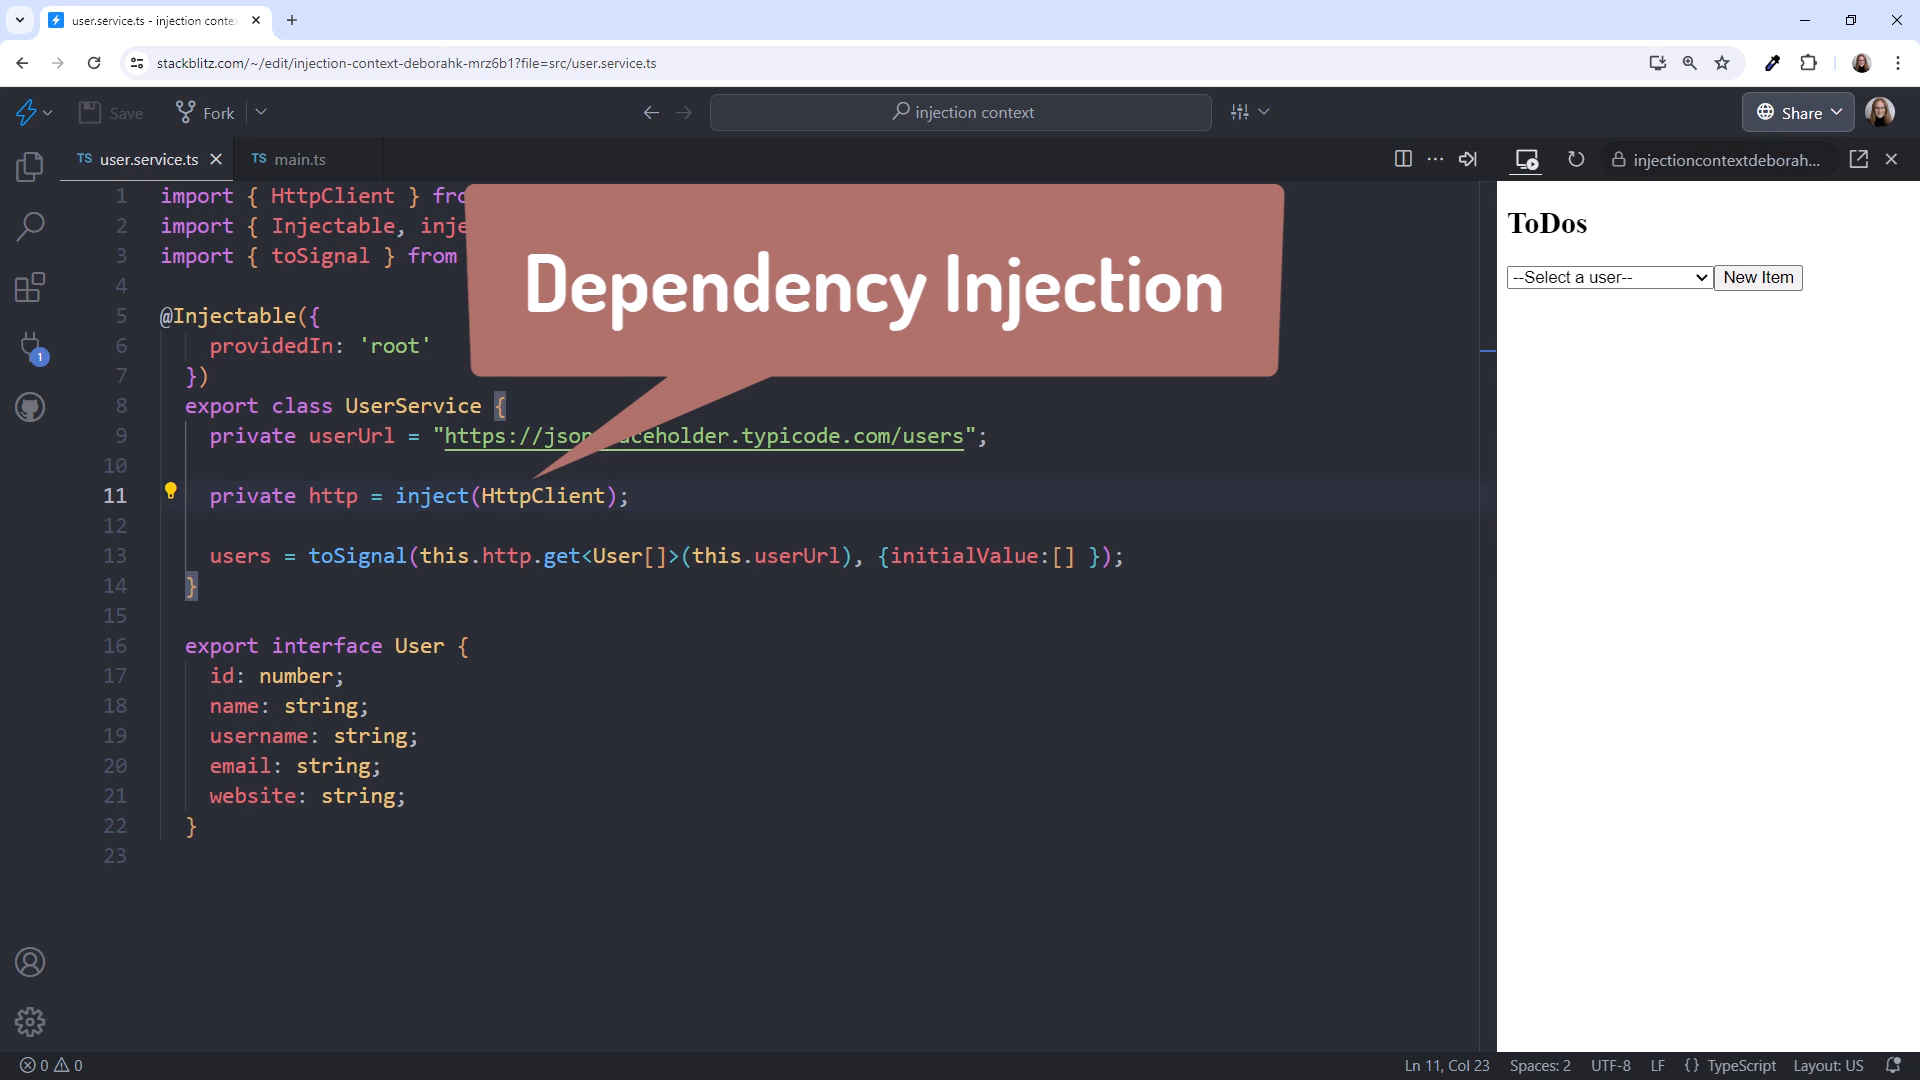 user.service.ts - injection conte
stackblitz.com/~/edit/injection-context-deborahk-mrz6b1?file=src/user.service.ts
Save
Fork
injection context
Share
TS user.service.ts
TS main.ts
injectioncontextdeborah...
1 import { HttpClient } fro
2 import { Injectable, inje
3 import { toSignal } from
4
5 @Injectable({
6 providedIn: 'root'
7 })
8 export class UserService {
9 private userUrl = "https://json aceholder.typicode.com/users";
10
11 private http = inject(HttpClient);
12
13 users = toSignal(this.http.get<User[]>(this.userUrl), {initialValue:[] });
14 }
15
16 export interface User {
17 id: number;
18 name: string;
19 username: string;
20 email: string;
21 website: string;
22 }
23
Dependency Injection
1
ToDos
--Select a user--
New Item
0 0
Ln 11, Col 23
Spaces: 2
UTF-8
LF
{} TypeScript
Layout: US